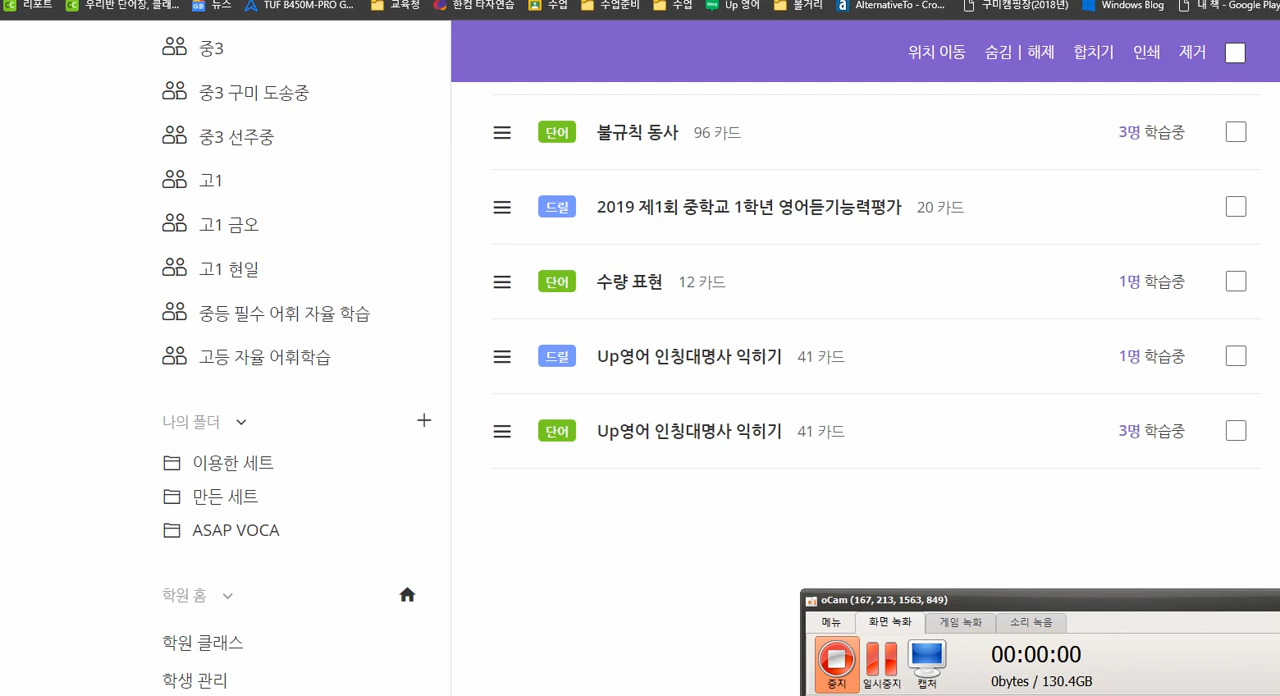 리포트 우리반 단어장, 클래... 뉴스 TUF B450M-PRO G... 교육청 한컴 타자연습 수업 수업준비 수업 Up 영어 볼거리 AlternativeTo - Cro... 구미캠핑장(2018년) Windows Blog 내 책 - Google Play
위치 이동 숨김 | 해제 합치기 인쇄 제거
중3
중3 구미 도송중
중3 선주중
고1
고1 금오
고1 현일
중등 필수 어휘 자율 학습
고등 자율 어휘학습
나의 폴더
이용한 세트
만든 세트
ASAP VOCA
학원 홈
학원 클래스
학생 관리
단어 불규칙 동사 96 카드 3명 학습중
드릴 2019 제1회 중학교 1학년 영어듣기능력평가 20 카드
단어 수량 표현 12 카드 1명 학습중
드릴 Up영어 인칭대명사 익히기 41 카드 1명 학습중
단어 Up영어 인칭대명사 익히기 41 카드 3명 학습중
oCam (167, 213, 1563, 849)
메뉴 화면 녹화 게임 녹화 소리 녹음
중지 일시중지 캡처
00:00:00
0bytes / 130.4GB